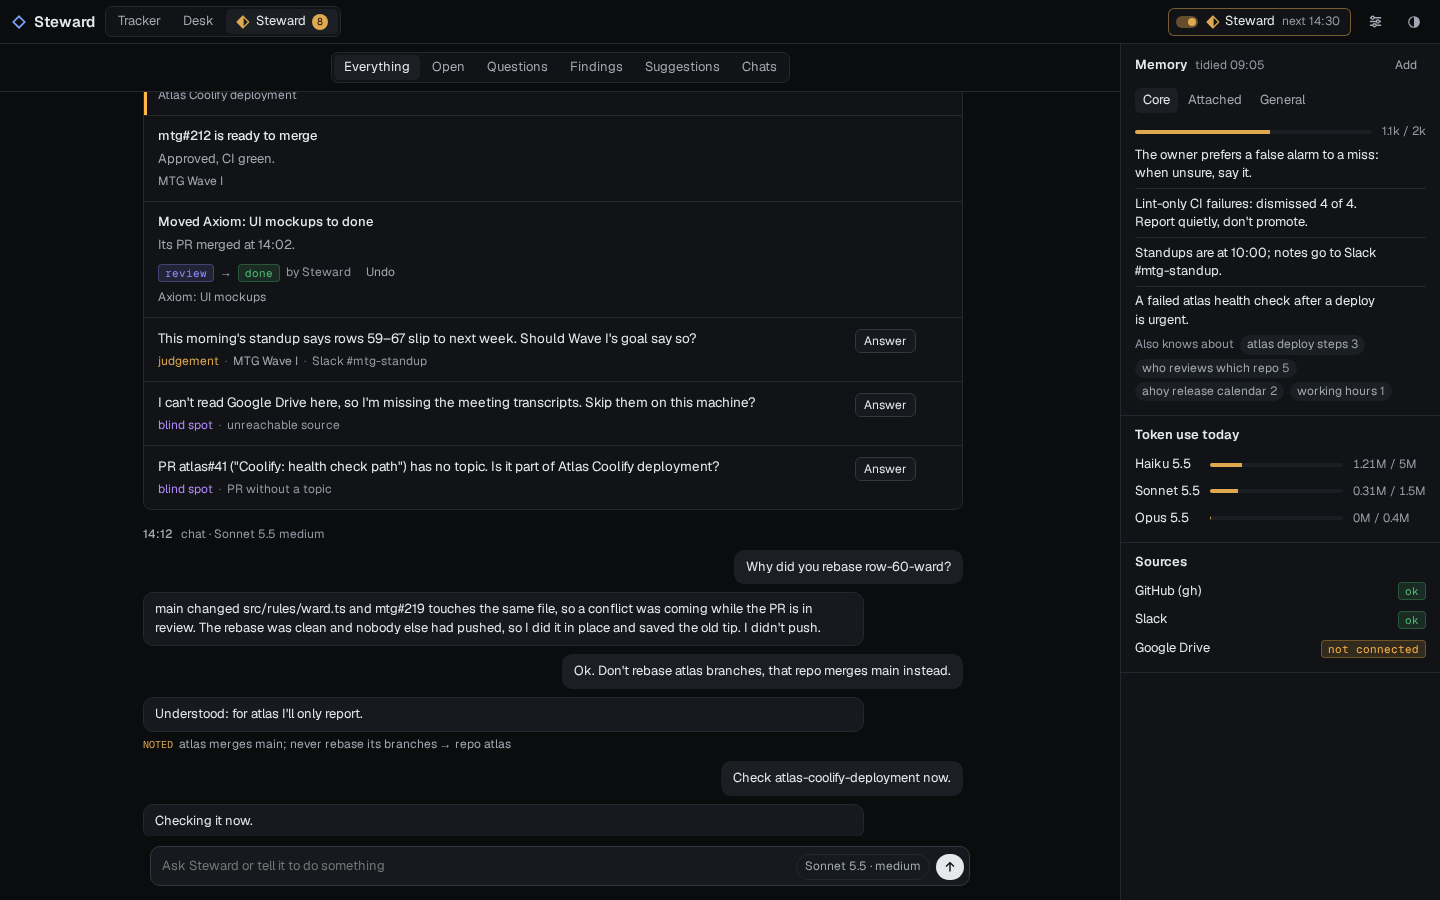 Steward
Tracker
Desk
Steward 8
Steward next 14:30
Everything
Open
Questions
Findings
Suggestions
Chats
Atlas Coolify deployment
mtg#212 is ready to merge
Approved, CI green.
MTG Wave I
Moved Axiom: UI mockups to done
Its PR merged at 14:02.
review → done by Steward Undo
Axiom: UI mockups
This morning's standup says rows 59–67 slip to next week. Should Wave I's goal say so?
Answer
judgement · MTG Wave I · Slack #mtg-standup
I can't read Google Drive here, so I'm missing the meeting transcripts. Skip them on this machine?
Answer
blind spot · unreachable source
PR atlas#41 ("Coolify: health check path") has no topic. Is it part of Atlas Coolify deployment?
Answer
blind spot · PR without a topic
14:12 chat · Sonnet 5.5 medium
Why did you rebase row-60-ward?
main changed src/rules/ward.ts and mtg#219 touches the same file, so a conflict was coming while the PR is in
review. The rebase was clean and nobody else had pushed, so I did it in place and saved the old tip. I didn't push.
Ok. Don't rebase atlas branches, that repo merges main instead.
Understood: for atlas I'll only report.
NOTED atlas merges main; never rebase its branches → repo atlas
Check atlas-coolify-deployment now.
Checking it now.
Ask Steward or tell it to do something
Sonnet 5.5 · medium
Memory tidied 09:05
Add
Core
Attached
General
1.1k / 2k
The owner prefers a false alarm to a miss:
when unsure, say it.
Lint-only CI failures: dismissed 4 of 4.
Report quietly, don't promote.
Standups are at 10:00; notes go to Slack
#mtg-standup.
A failed atlas health check after a deploy
is urgent.
Also knows about atlas deploy steps 3
who reviews which repo 5
ahoy release calendar 2 working hours 1
Token use today
Haiku 5.5 1.21M / 5M
Sonnet 5.5 0.31M / 1.5M
Opus 5.5 0M / 0.4M
Sources
GitHub (gh) ok
Slack ok
Google Drive not connected